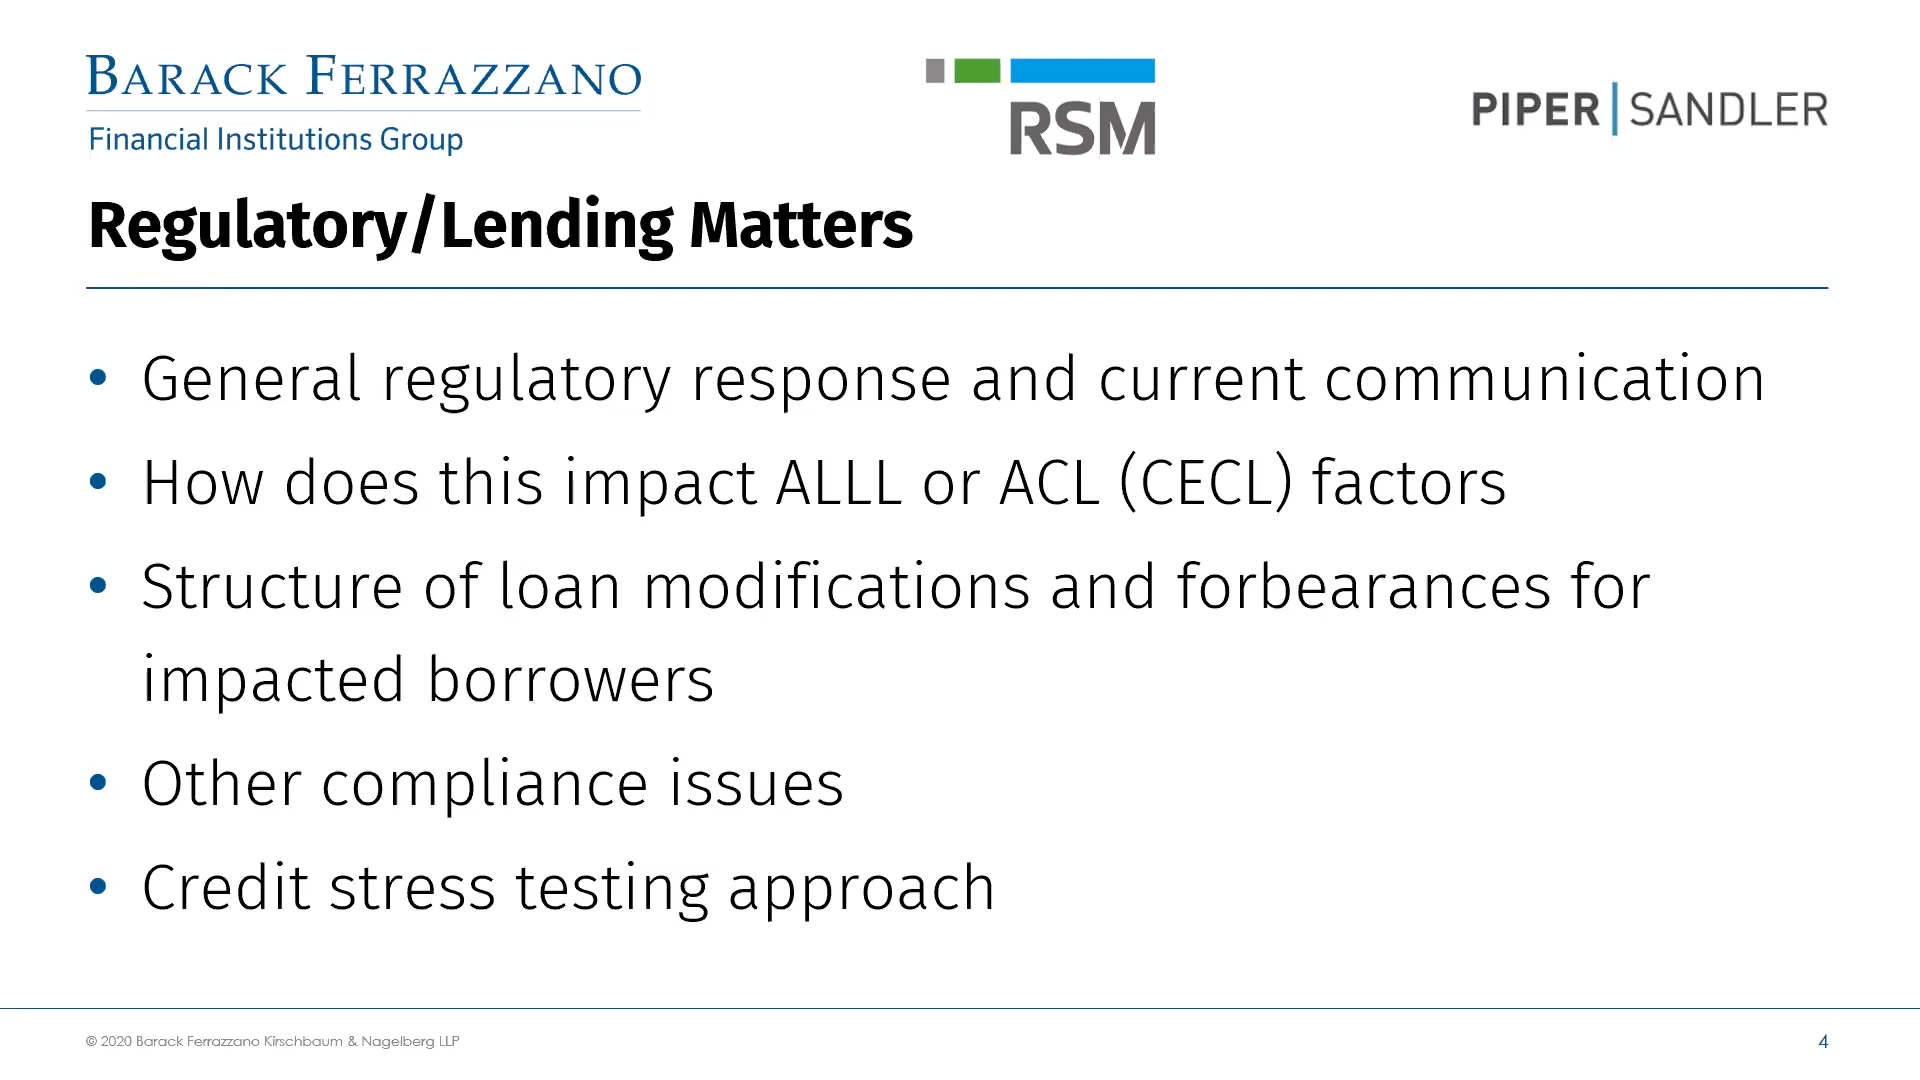 BARACK FERRAZZANO
Financial Institutions Group
RSM
PIPER|SANDLER
Regulatory/Lending Matters
• General regulatory response and current communication
• How does this impact ALLL or ACL (CECL) factors
• Structure of loan modifications and forbearances for
impacted borrowers
• Other compliance issues
• Credit stress testing approach
© 2020 Barack Ferrazzano Kirschbaum & Nagelberg LLP
4